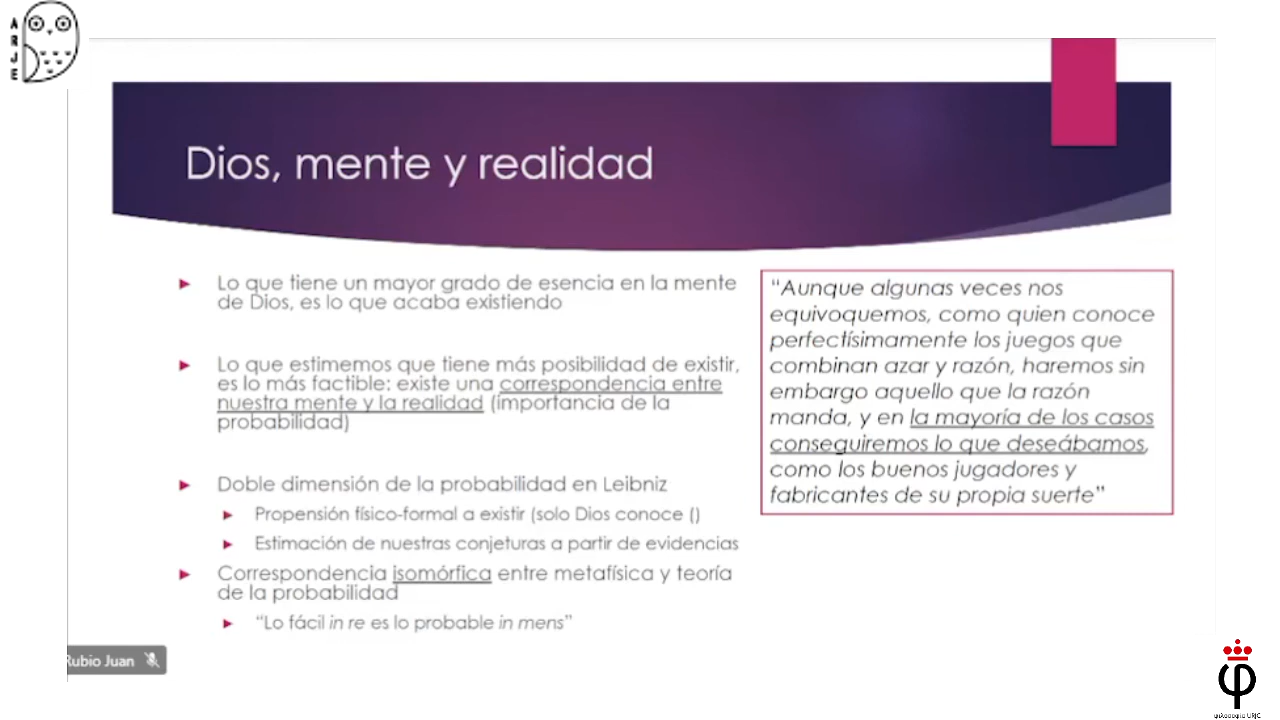 ARJE
Dios, mente y realidad
Lo que tiene un mayor grado de esencia en la mente
de Dios, es lo que acaba existiendo
Lo que estimemos que tiene más posibilidad de existir,
es lo más factible: existe una correspondencia entre
nuestra mente y la realidad (importancia de la
probabilidad)
Doble dimensión de la probabilidad en Leibniz
Propensión físico-formal a existir (solo Dios conoce ()
Estimación de nuestras conjeturas a partir de evidencias
Correspondencia isomórfica entre metafísica y teoría
de la probabilidad
“Lo fácil in re es lo probable in mens”
“Aunque algunas veces nos
equivoquemos, como quien conoce
perfectísimamente los juegos que
combinan azar y razón, haremos sin
embargo aquello que la razón
manda, y en la mayoría de los casos
conseguiremos lo que deseábamos,
como los buenos jugadores y
fabricantes de su propia suerte”
Rubio Juan
φ
φιλοσοφία URJC